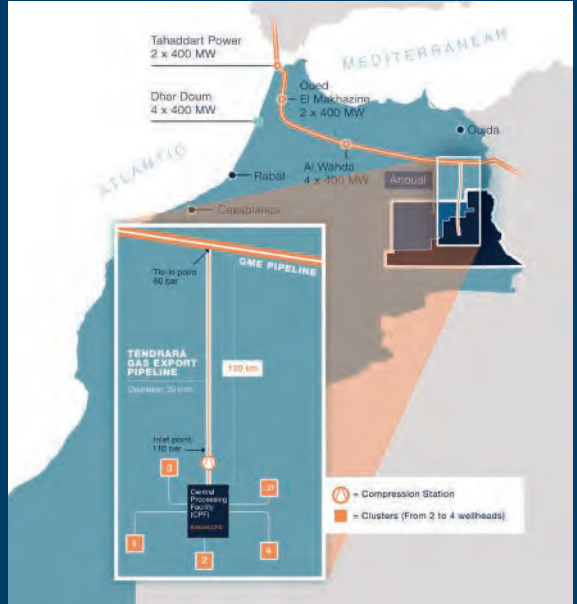 MEDITERRANEAN
Tahaddart Power
2 x 400 MW
Oued
El Makhazine
2 x 400 MW
Dhar Doum
4 x 400 MW
Oujda
Al Wahda
4 x 400 MW
Anoual
ATLANTIC
Rabat
Casablanca
GME PIPELINE
Tie-in point
80 bar
TENDRARA
GAS EXPORT
PIPELINE
Diameter: 20 inch
120 km
Inlet point:
110 bar
3
Central
Processing
Facility
(CPF)
1
2
4
= Compression Station
= Clusters (From 2 to 4 wellheads)